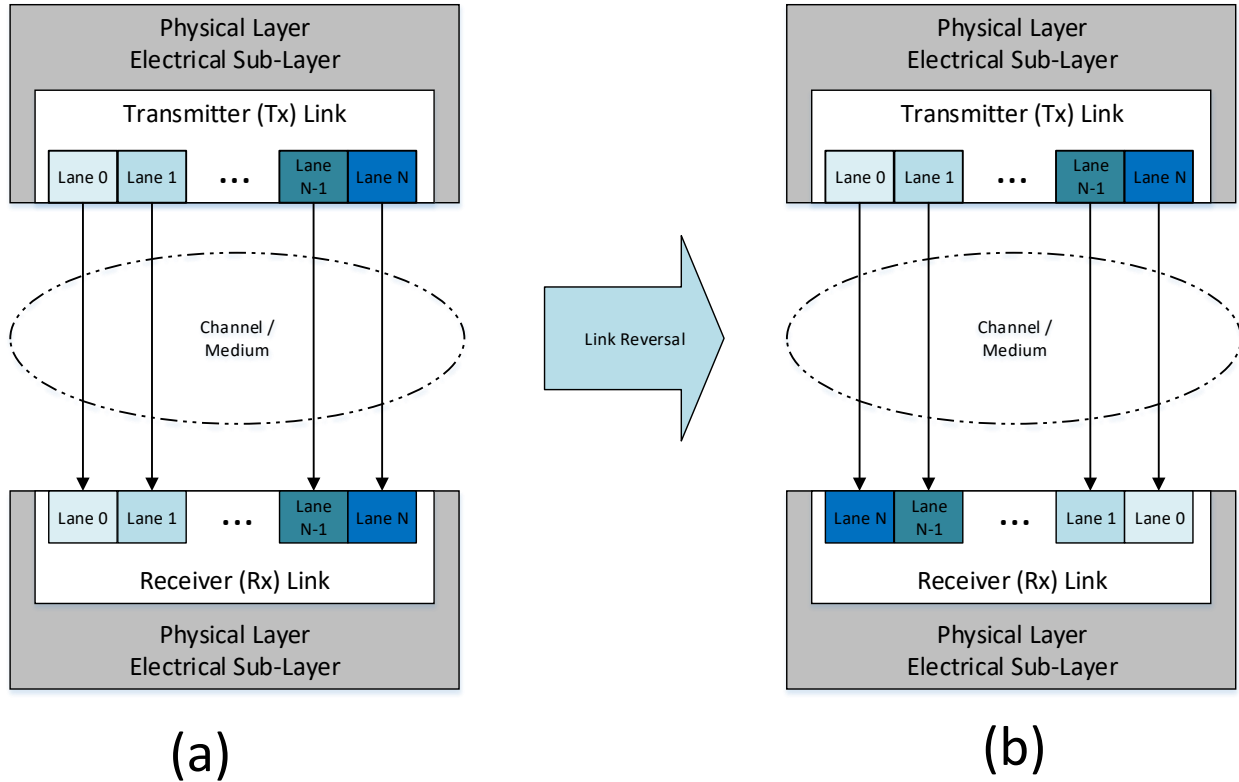 Physical Layer
Electrical Sub-Layer
Transmitter (Tx) Link
Lane 0 Lane 1 ... Lane N-1 Lane N
Channel /
Medium
Lane 0 Lane 1 ... Lane N-1 Lane N
Receiver (Rx) Link
Physical Layer
Electrical Sub-Layer
(a)
Link Reversal
Physical Layer
Electrical Sub-Layer
Transmitter (Tx) Link
Lane 0 Lane 1 ... Lane N-1 Lane N
Channel /
Medium
Lane N Lane N-1 ... Lane 1 Lane 0
Receiver (Rx) Link
Physical Layer
Electrical Sub-Layer
(b)